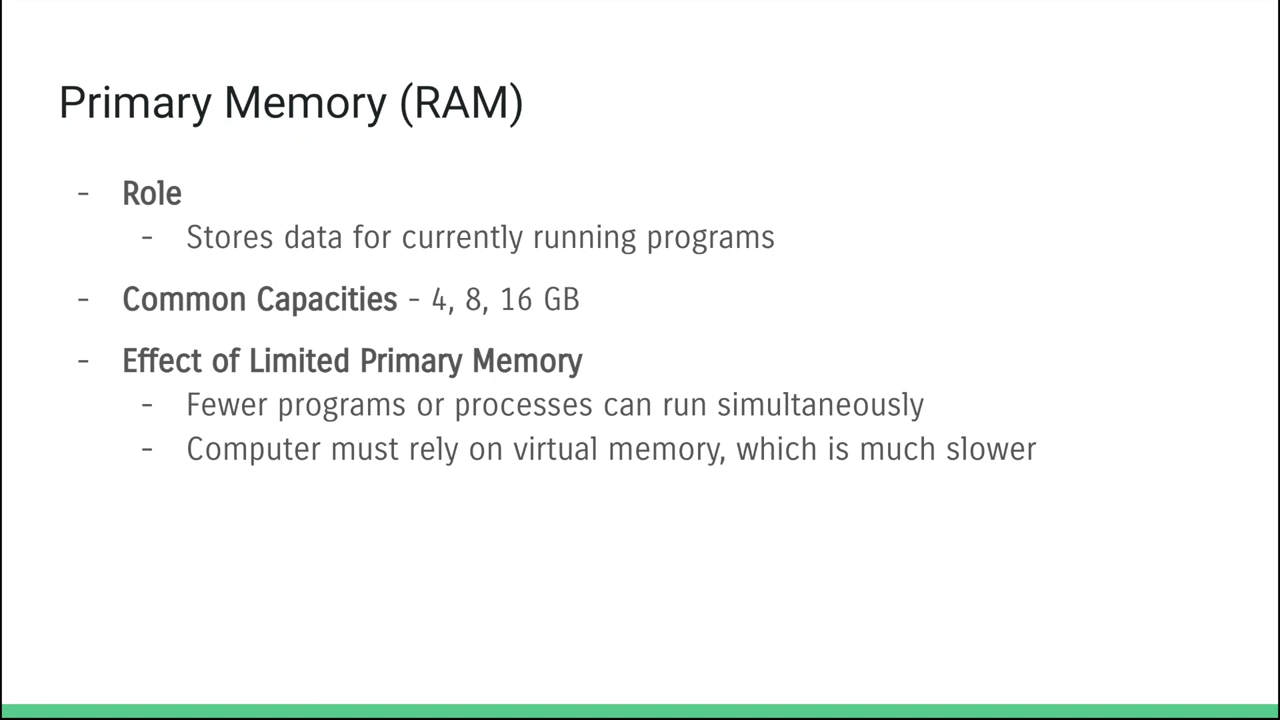 Primary Memory (RAM)
- Role
- Stores data for currently running programs
- Common Capacities - 4, 8, 16 GB
- Effect of Limited Primary Memory
- Fewer programs or processes can run simultaneously
- Computer must rely on virtual memory, which is much slower